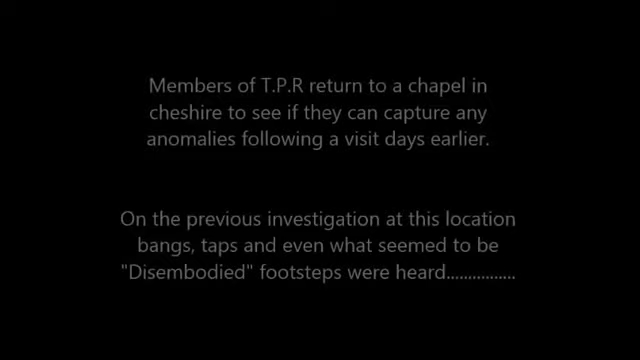 Members of T.P.R return to a chapel in
cheshire to see if they can capture any
anomalies following a visit days earlier.
On the previous investigation at this location
bangs, taps and even what seemed to be
"Disembodied" footsteps were heard................